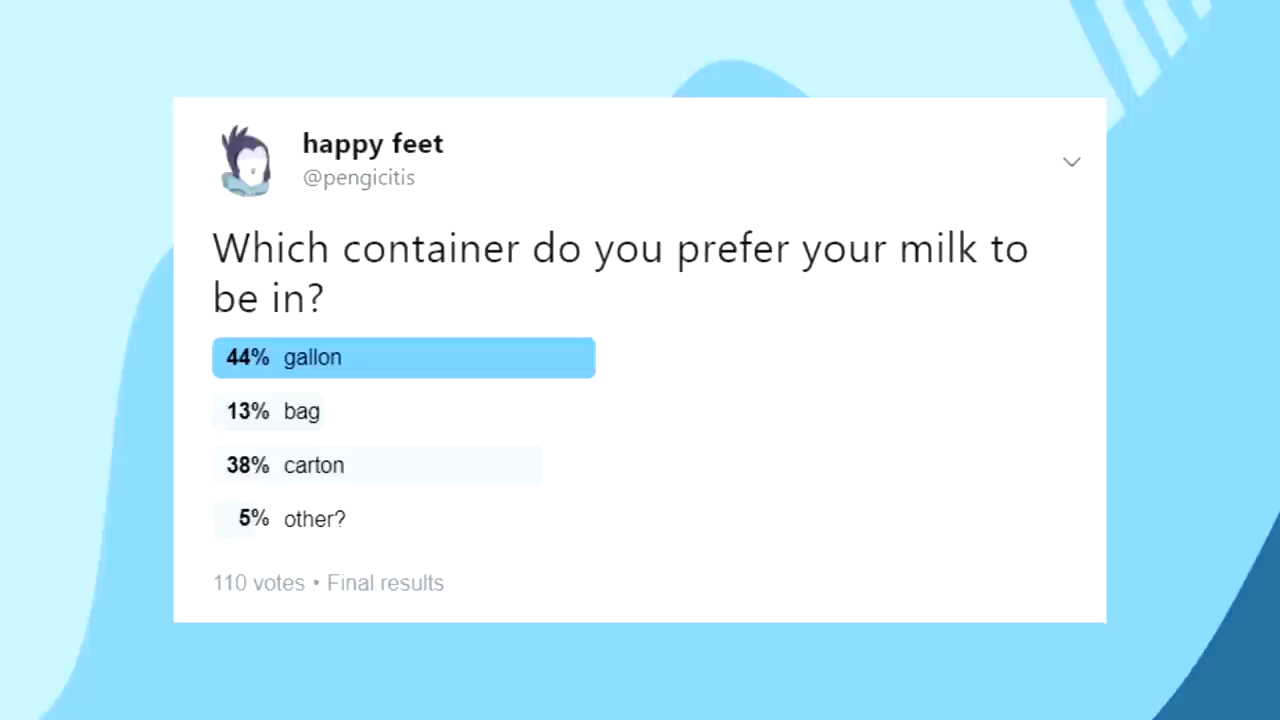 happy feet
@pengicitis
Which container do you prefer your milk to
be in?
44% gallon
13% bag
38% carton
5% other?
110 votes • Final results